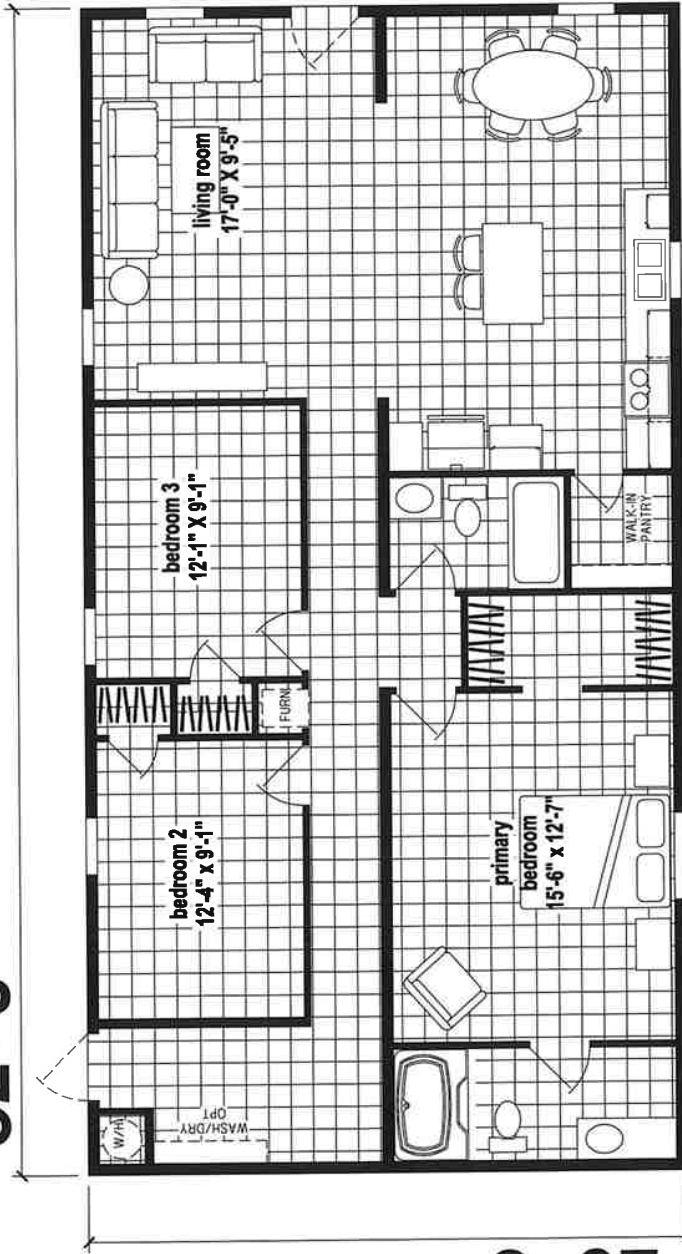 living room
17'-0" X 9'-5"
bedroom 3
12'-1" X 9'-1"
WALK-IN
PANTRY
FURN
bedroom 2
12'-4" x 9'-1"
primary
bedroom
15'-6" x 12'-7"
WASH/DRY
OPT
W/H